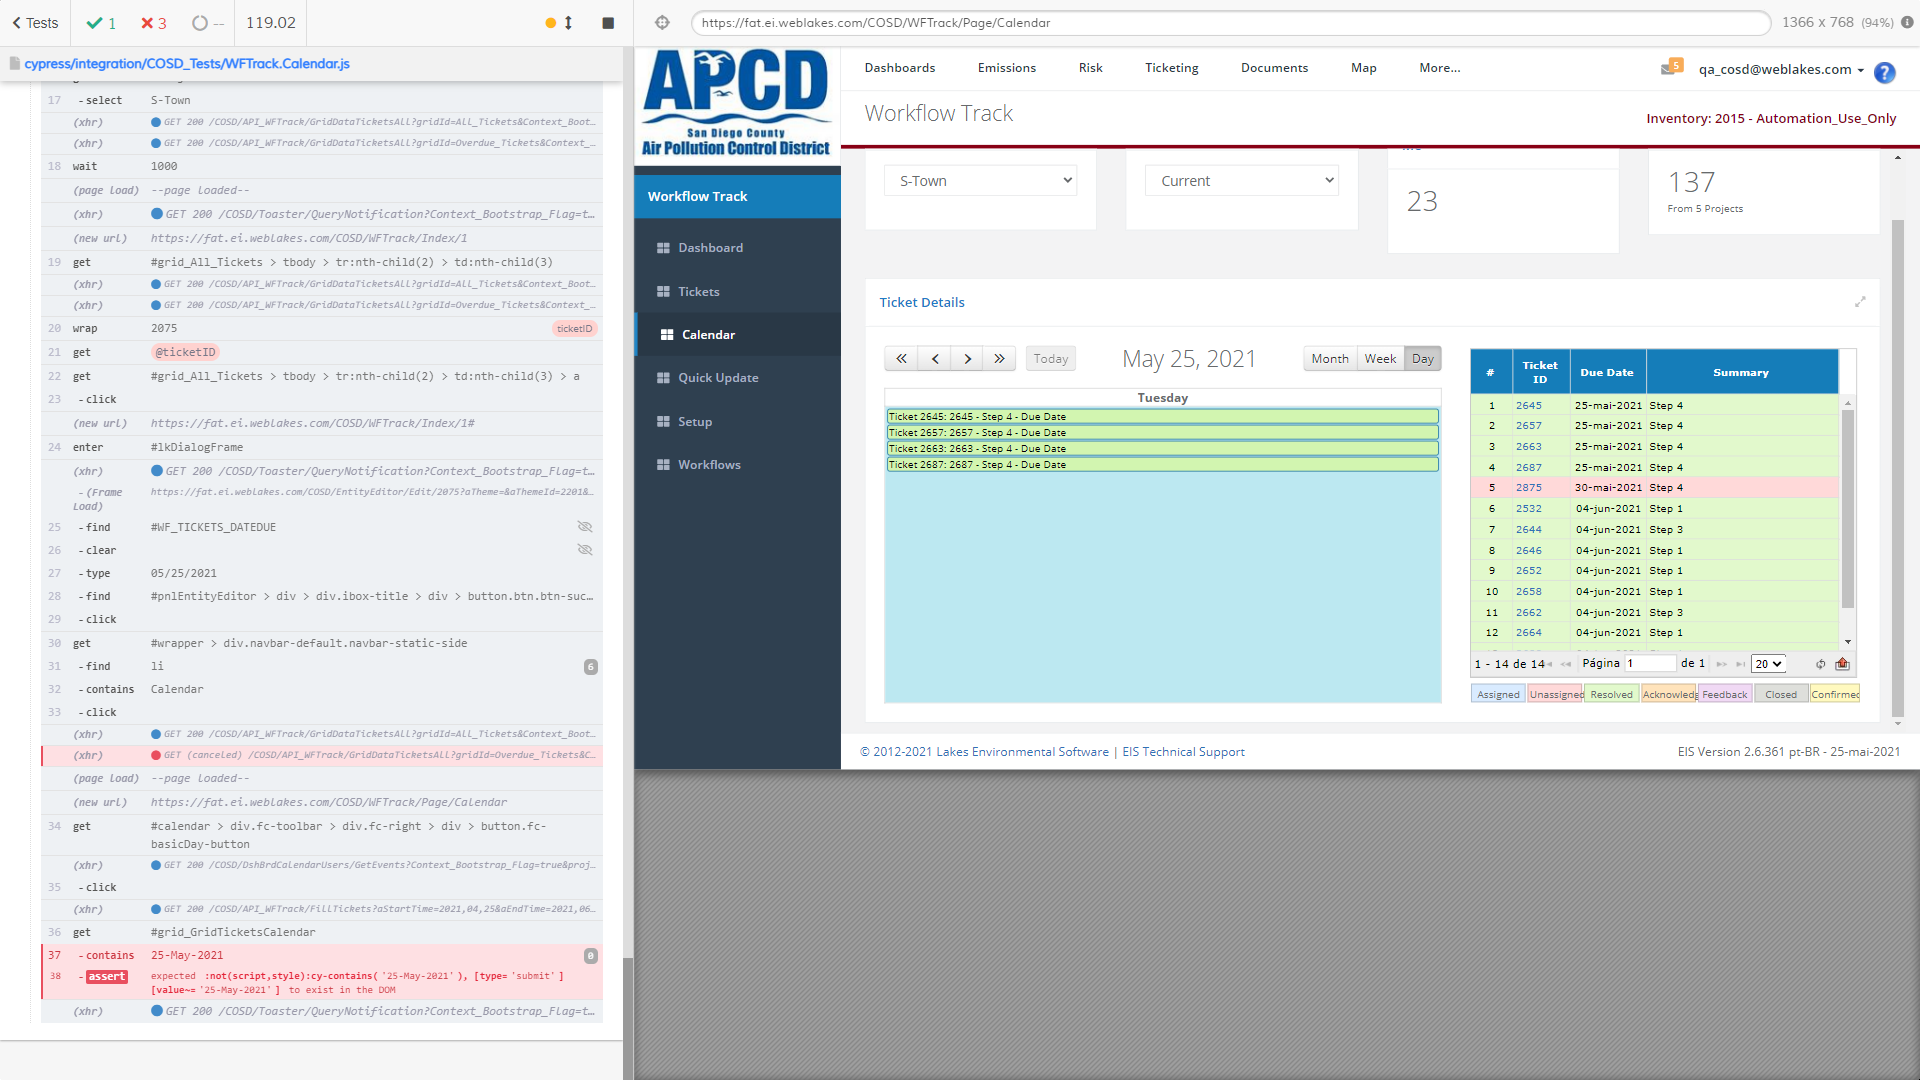 Tests
1
3
--
119.02
cypress/integration/COSD_Tests/WFTrack.Calendar.js
17 -select S-Town
(xhr) GET 200 /COSD/API_WFTrack/GridDataTicketsAll?gridId=All_Tickets&Context_Boot…
(xhr) GET 200 /COSD/API_WFTrack/GridDataTicketsAll?gridId=Overdue_Tickets&Context_…
18 wait 1000
(page load) --page loaded--
(xhr) GET 200 /COSD/Toaster/QueryNotification?Context_Bootstrap_Flag=t…
(new url) https://fat.ei.weblakes.com/COSD/WFTrack/Index/1
19 get #grid_All_Tickets > tbody > tr:nth-child(2) > td:nth-child(3)
(xhr) GET 200 /COSD/API_WFTrack/GridDataTicketsAll?gridId=All_Tickets&Context_Boot…
(xhr) GET 200 /COSD/API_WFTrack/GridDataTicketsAll?gridId=Overdue_Tickets&Context_…
20 wrap 2075 ticketID
21 get @ticketID
22 get #grid_All_Tickets > tbody > tr:nth-child(2) > td:nth-child(3) > a
23 -click
(new url) https://fat.ei.weblakes.com/COSD/WFTrack/Index/1#
24 enter #lkDialogFrame
(xhr) GET 200 /COSD/Toaster/QueryNotification?Context_Bootstrap_Flag=t…
-(Frame Load) https://fat.ei.weblakes.com/COSD/EntityEditor/Edit/2075?aTheme=&aThemeId=2201&…
25 -find #WF_TICKETS_DATEDUE
26 -clear
27 -type 05/25/2021
28 -find #pnlEntityEditor > div > div.ibox-title > div > button.btn.btn-suc…
29 -click
30 get #wrapper > div.navbar-default.navbar-static-side
31 -find li 6
32 -contains Calendar
33 -click
(xhr) GET 200 /COSD/API_WFTrack/GridDataTicketsAll?gridId=All_Tickets&Context_Boot…
(xhr) GET (canceled) /COSD/API_WFTrack/GridDataTicketsAll?gridId=Overdue_Tickets&C…
(page load) --page loaded--
(new url) https://fat.ei.weblakes.com/COSD/WFTrack/Page/Calendar
34 get #calendar > div.fc-toolbar > div.fc-right > div > button.fc-
basicDay-button
(xhr) GET 200 /COSD/DshBrdCalendarUsers/GetEvents?Context_Bootstrap_Flag=true&proj…
35 -click
(xhr) GET 200 /COSD/API_WFTrack/FillTickets?aStartTime=2021,04,25&aEndTime=2021,06…
36 get #grid_GridTicketsCalendar
37 -contains 25-May-2021 0
38 -assert expected :not(script,style):cy-contains('25-May-2021'), [type='submit']
[value~='25-May-2021'] to exist in the DOM
(xhr) GET 200 /COSD/Toaster/QueryNotification?Context_Bootstrap_Flag=t…
https://fat.ei.weblakes.com/COSD/WFTrack/Page/Calendar
1366 x 768 (94%)
APCD
San Diego County
Air Pollution Control District
Dashboards Emissions Risk Ticketing Documents Map More...
5
qa_cosd@weblakes.com
?
Workflow Track
Inventory: 2015 - Automation_Use_Only
Workflow Track
Dashboard
Tickets
Calendar
Quick Update
Setup
Workflows
S-Town
Current
23
137
From 5 Projects
Ticket Details
Today
May 25, 2021
Month Week Day
Tuesday
Ticket 2645: 2645 - Step 4 - Due Date
Ticket 2657: 2657 - Step 4 - Due Date
Ticket 2663: 2663 - Step 4 - Due Date
Ticket 2687: 2687 - Step 4 - Due Date
# Ticket ID Due Date Summary
1 2645 25-mai-2021 Step 4
2 2657 25-mai-2021 Step 4
3 2663 25-mai-2021 Step 4
4 2687 25-mai-2021 Step 4
5 2875 30-mai-2021 Step 4
6 2532 04-jun-2021 Step 1
7 2644 04-jun-2021 Step 3
8 2646 04-jun-2021 Step 1
9 2652 04-jun-2021 Step 1
10 2658 04-jun-2021 Step 1
11 2662 04-jun-2021 Step 3
12 2664 04-jun-2021 Step 1
1 - 14 de 14 Página 1 de 1 20
Assigned Unassigned Resolved Acknowledg Feedback Closed Confirmed
© 2012-2021 Lakes Environmental Software | EIS Technical Support
EIS Version 2.6.361 pt-BR - 25-mai-2021